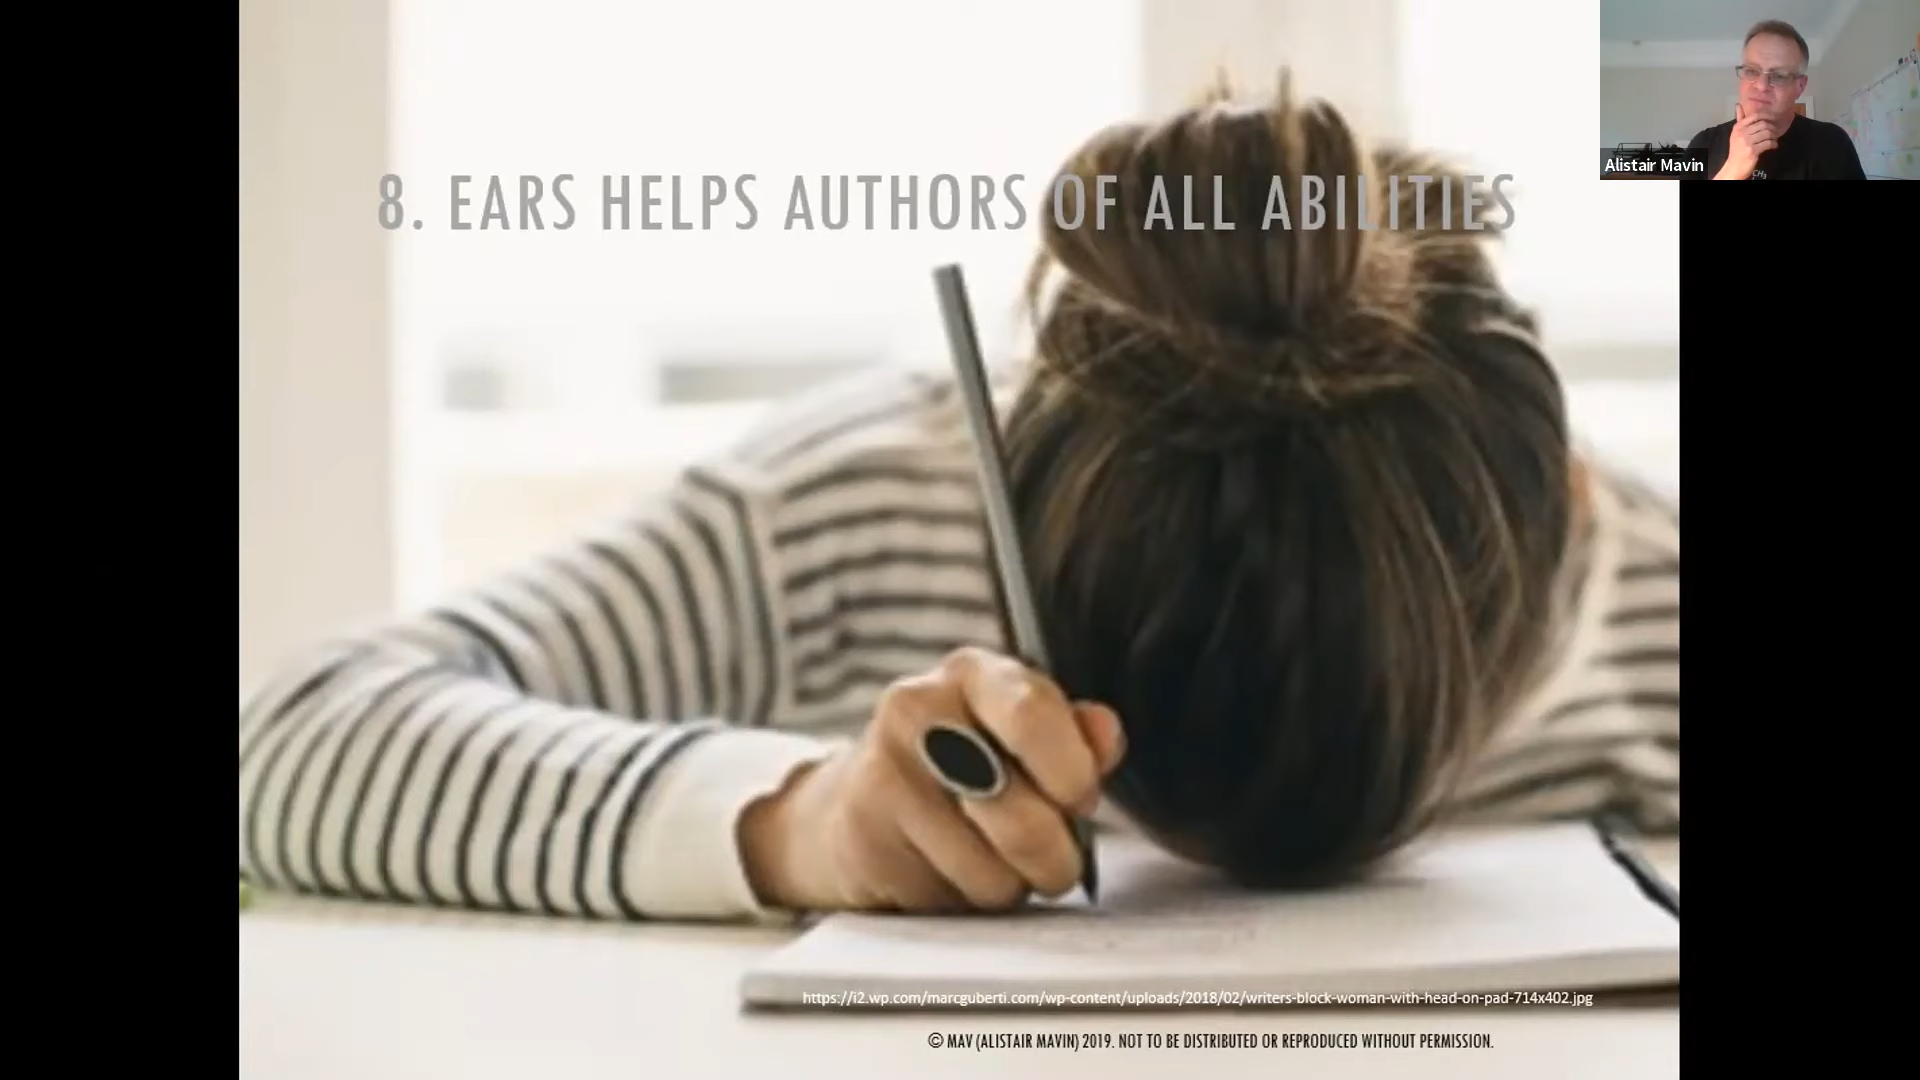 Alistair Mavin
8. EARS HELPS AUTHORS OF ALL ABILITIES
https://i2.wp.com/marcguberti.com/wp-content/uploads/2018/02/writers-block-woman-with-head-on-pad-714x402.jpg
© MAV (ALISTAIR MAVIN) 2019. NOT TO BE DISTRIBUTED OR REPRODUCED WITHOUT PERMISSION.